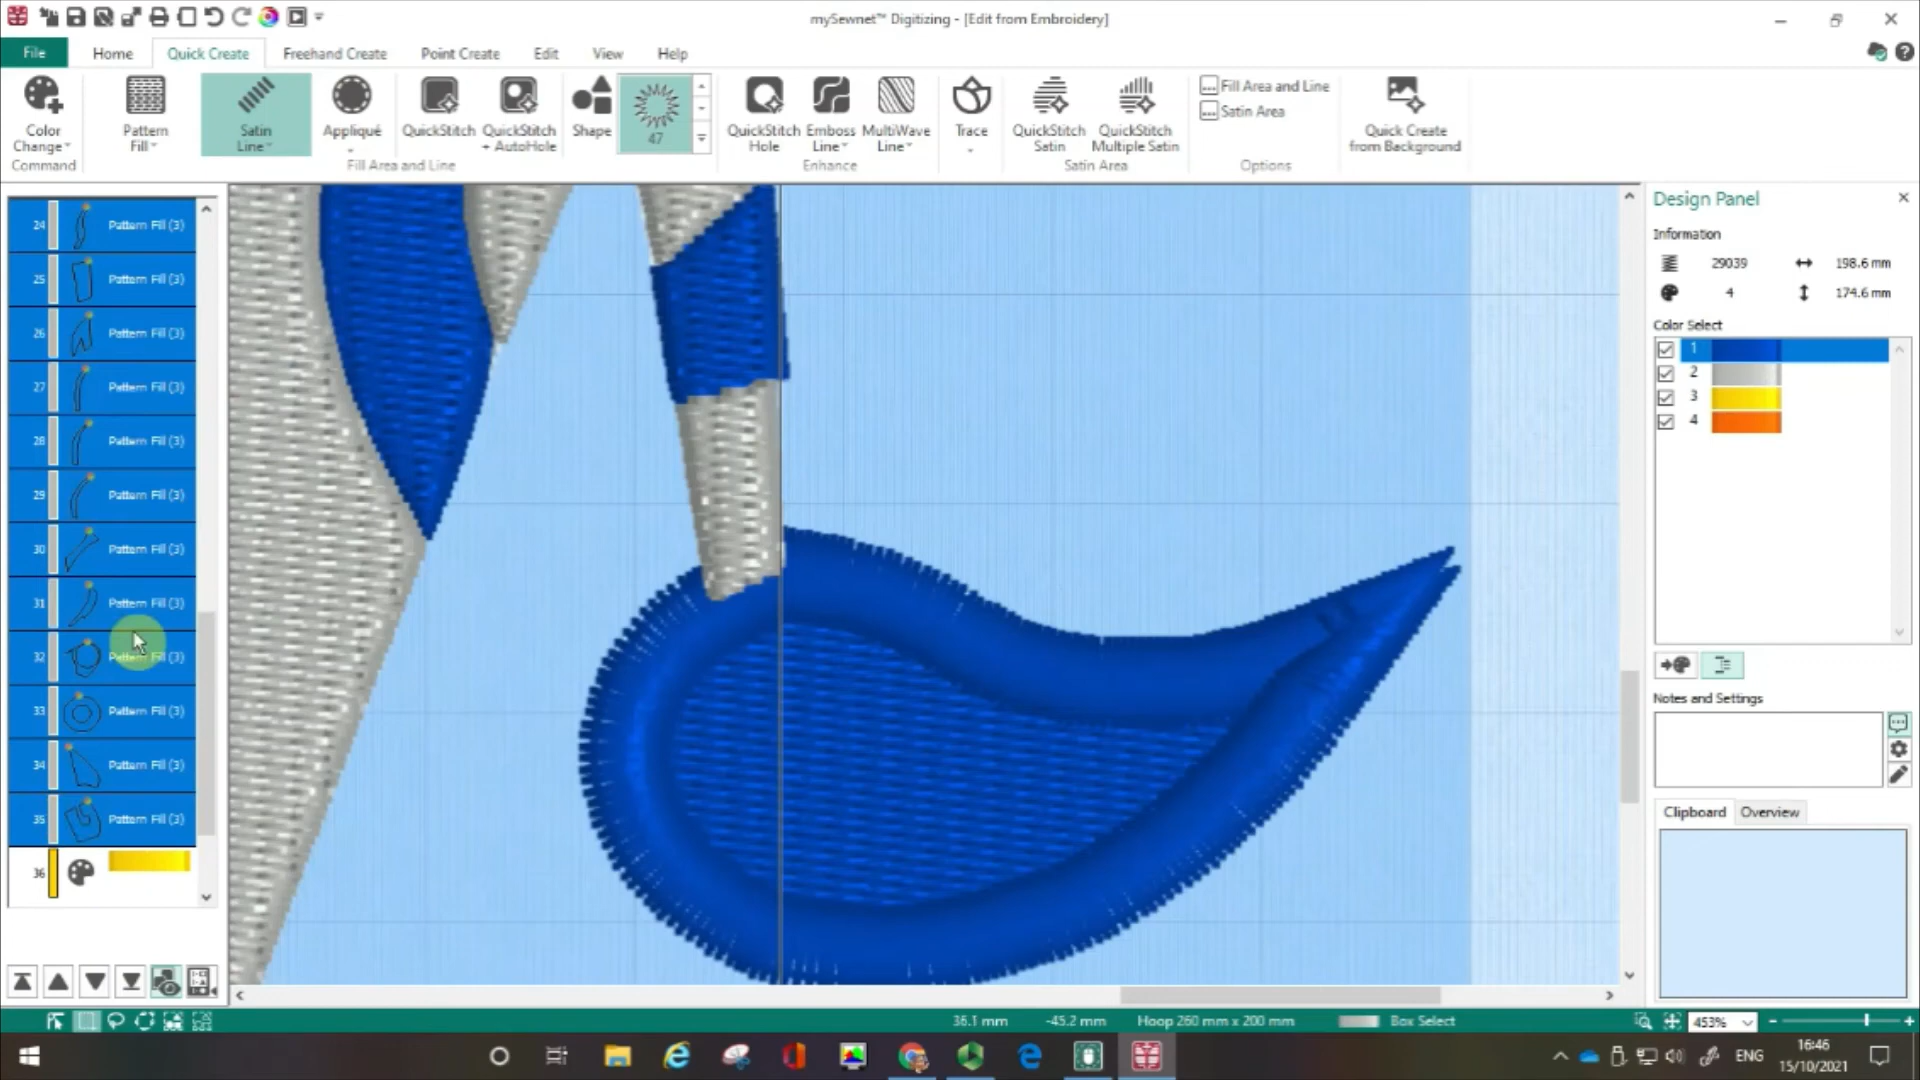 mySewnet™ Digitizing - [Edit from Embroidery]
File Home Quick Create Freehand Create Point Create Edit View Help
Color Change Pattern Fill Satin Line Appliqué QuickStitch QuickStitch + AutoHole Shape 47 QuickStitch Hole Emboss Line MultiWave Line Trace QuickStitch Satin QuickStitch Multiple Satin Fill Area and Line Satin Area Quick Create from Background
Command Fill Area and Line Enhance Satin Area Options
Design Panel
Information
29039 198.6 mm
4 174.6 mm
Color Select
1
2
3
4
Notes and Settings
Clipboard Overview
24 Pattern Fill (3)
25 Pattern Fill (3)
26 Pattern Fill (3)
27 Pattern Fill (3)
28 Pattern Fill (3)
29 Pattern Fill (3)
30 Pattern Fill (3)
31 Pattern Fill (3)
32 Pattern Fill (3)
33 Pattern Fill (3)
34 Pattern Fill (3)
35 Pattern Fill (3)
36
36.1 mm -45.2 mm Hoop 260 mm x 200 mm Box Select 453%
ENG 16:46
15/10/2021